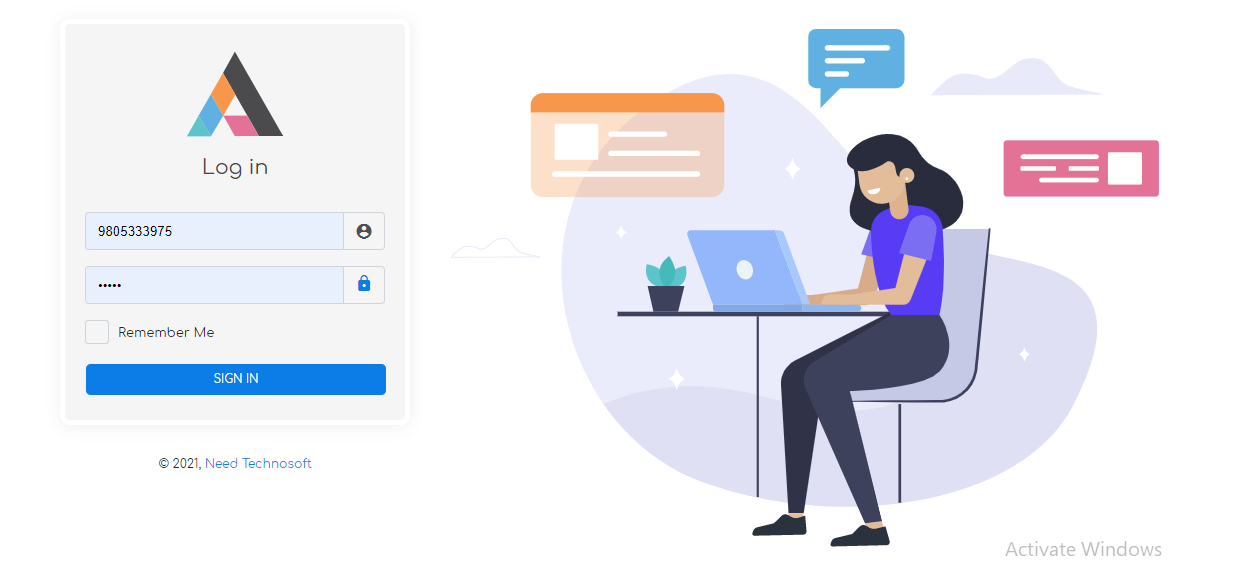 Log in
9805333975
•••••
Remember Me
SIGN IN
© 2021, Need Technosoft
Activate Windows